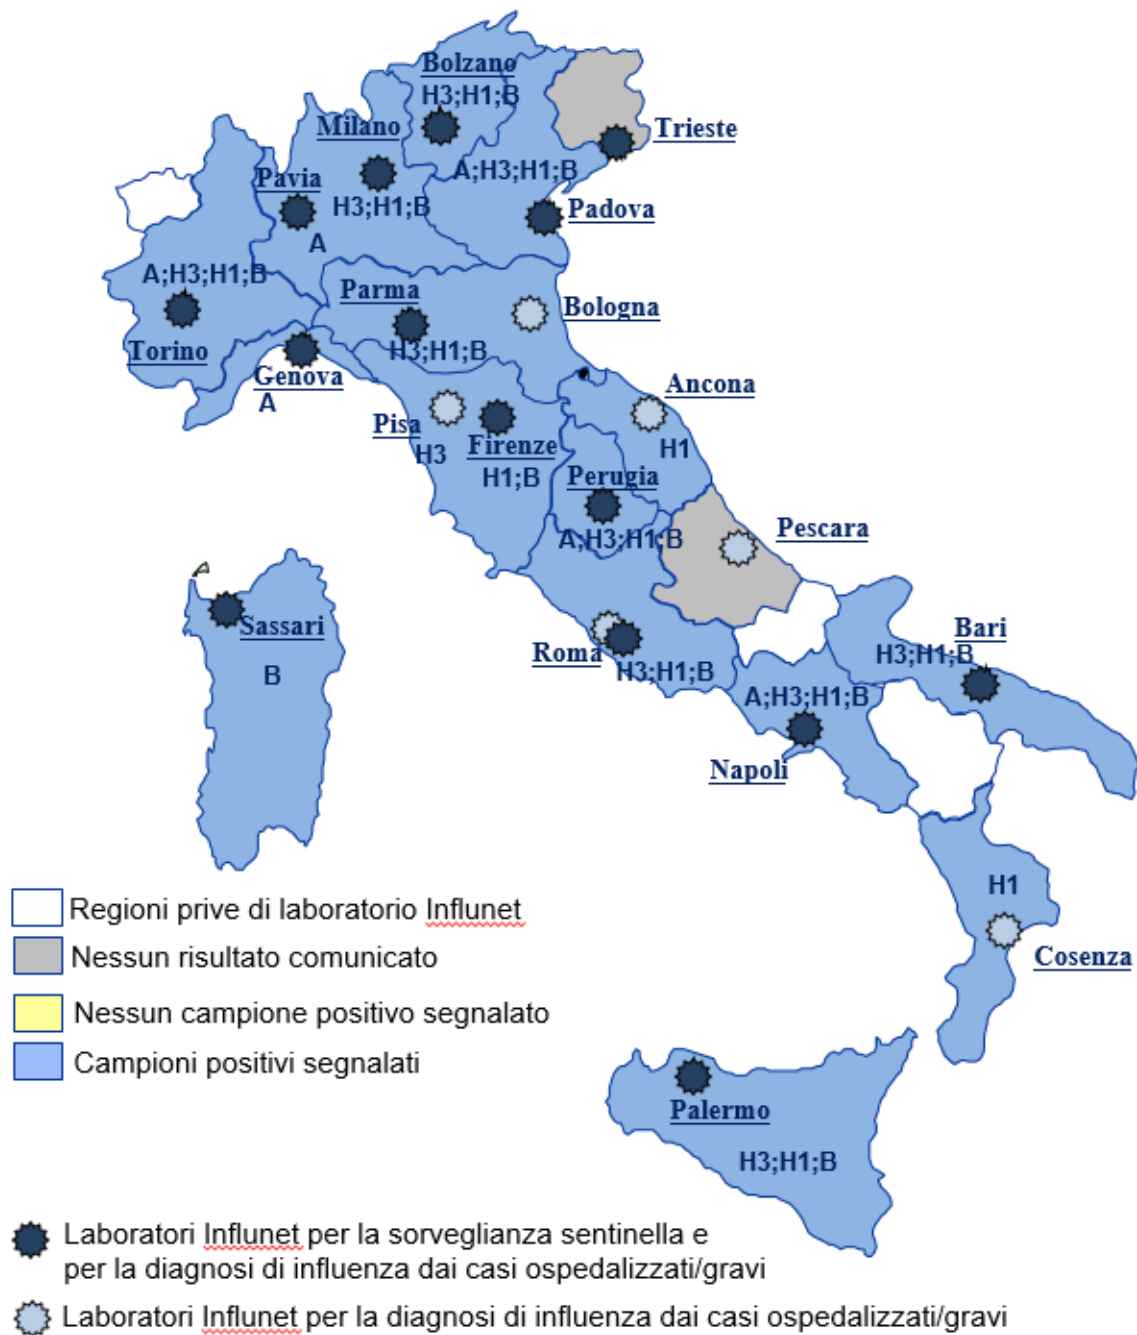 Bolzano
H3;H1;B
Milano
Trieste
A;H3;H1;B
Pavia
H3;H1;B
Padova
A
A;H3;H1;B
Parma
Bologna
Torino
H3;H1;B
Genova
A
Ancona
Pisa
Firenze
H3
H1
H1;B
Perugia
Pescara
A;H3;H1;B
Sassari
Bari
Roma
H3;H1;B
B
H3;H1;B
A;H3;H1;B
Napoli
H1
Regioni prive di laboratorio Influnet
Nessun risultato comunicato
Cosenza
Nessun campione positivo segnalato
Campioni positivi segnalati
Palermo
H3;H1;B
Laboratori Influnet per la sorveglianza sentinella e
per la diagnosi di influenza dai casi ospedalizzati/gravi
Laboratori Influnet per la diagnosi di influenza dai casi ospedalizzati/gravi